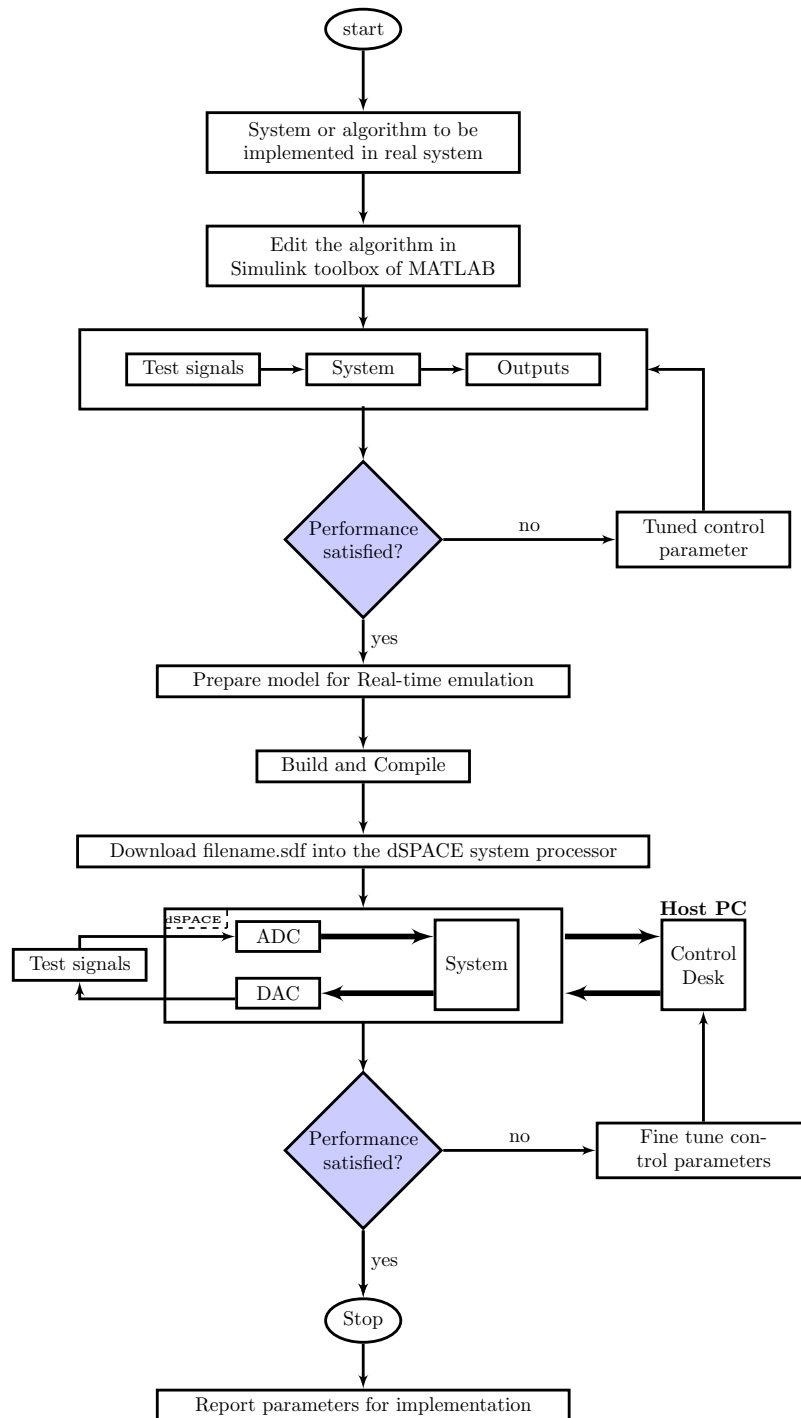 start
System or algorithm to be
implemented in real system
Edit the algorithm in
Simulink toolbox of MATLAB
Test signals
System
Outputs
Performance
satisfied?
no
Tuned control
parameter
yes
Prepare model for Real-time emulation
Build and Compile
Download filename.sdf into the dSPACE system processor
dSPACE
Host PC
Test signals
ADC
DAC
System
Control
Desk
Performance
satisfied?
no
Fine tune con-
trol parameters
yes
Stop
Report parameters for implementation